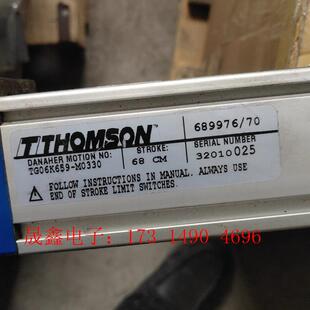 THOMSON
DANAHER MOTION NO:
TG06K659-M0330
STROKE:
68 CM
689976/70
SERIAL NUMBER
32010025
FOLLOW INSTRUCTIONS IN MANUAL. ALWAYS USE
END OF STROKE LIMIT SWITCHES.
晟鑫电子：173 1490 4696